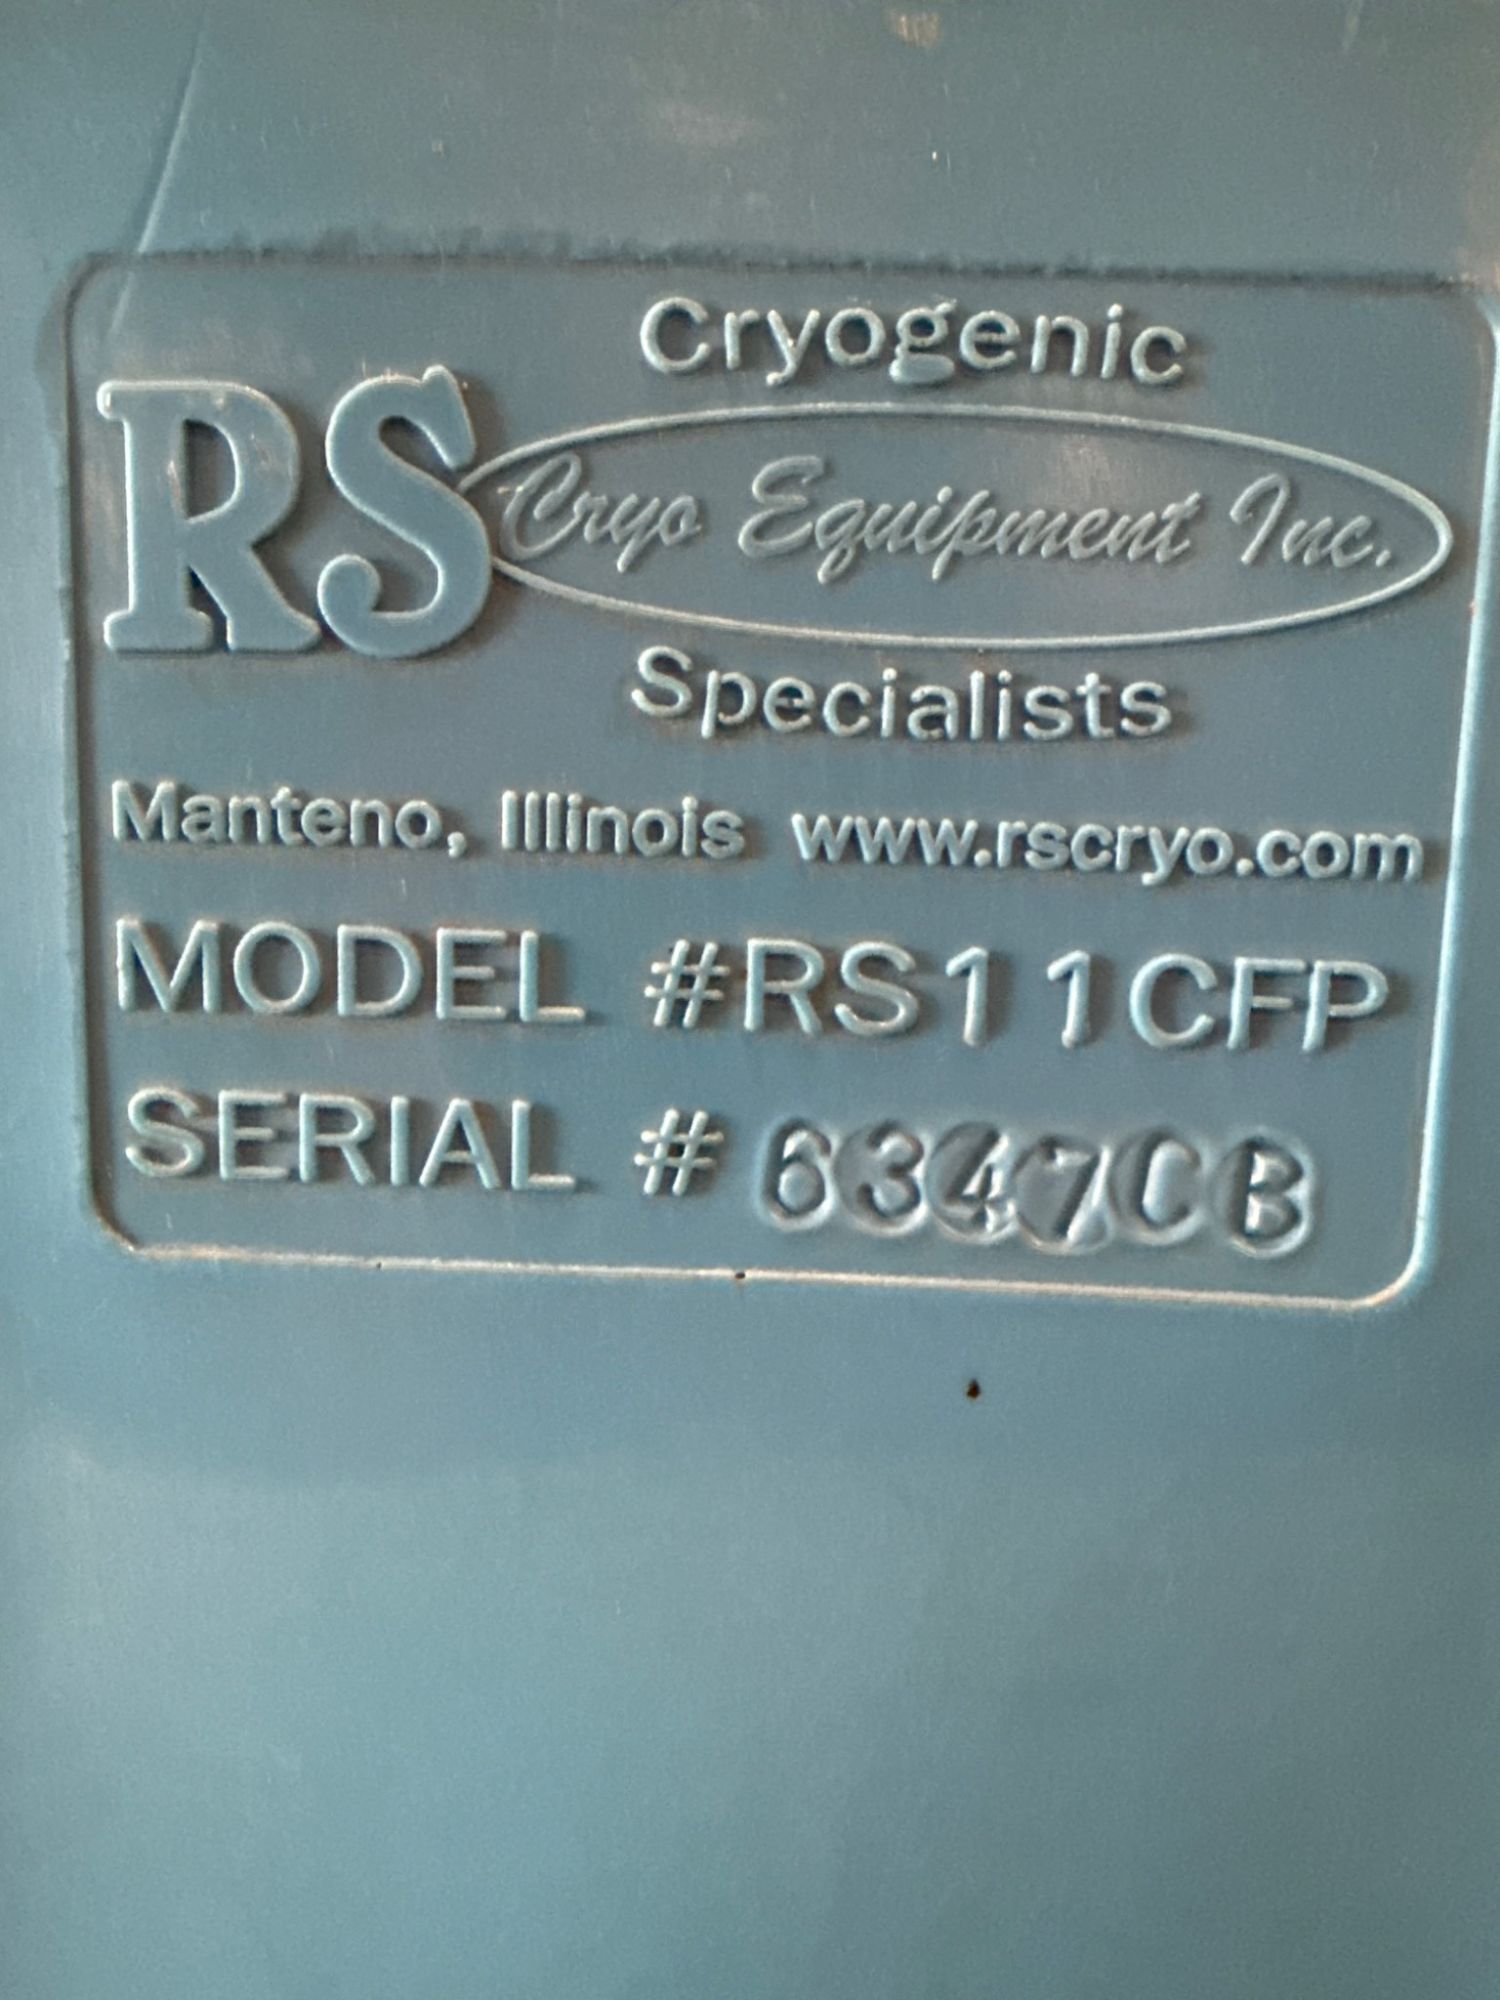 Cryogenic
RS Cryo Equipment Inc.
Specialists
Manteno, Illinois www.rscryo.com
MODEL #RS11CFP
SERIAL # 6347CB